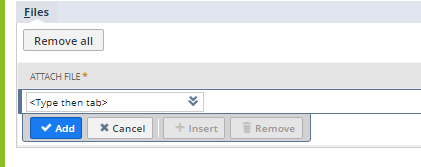 Files
Remove all
ATTACH FILE*
<Type then tab>
Add Cancel Insert Remove